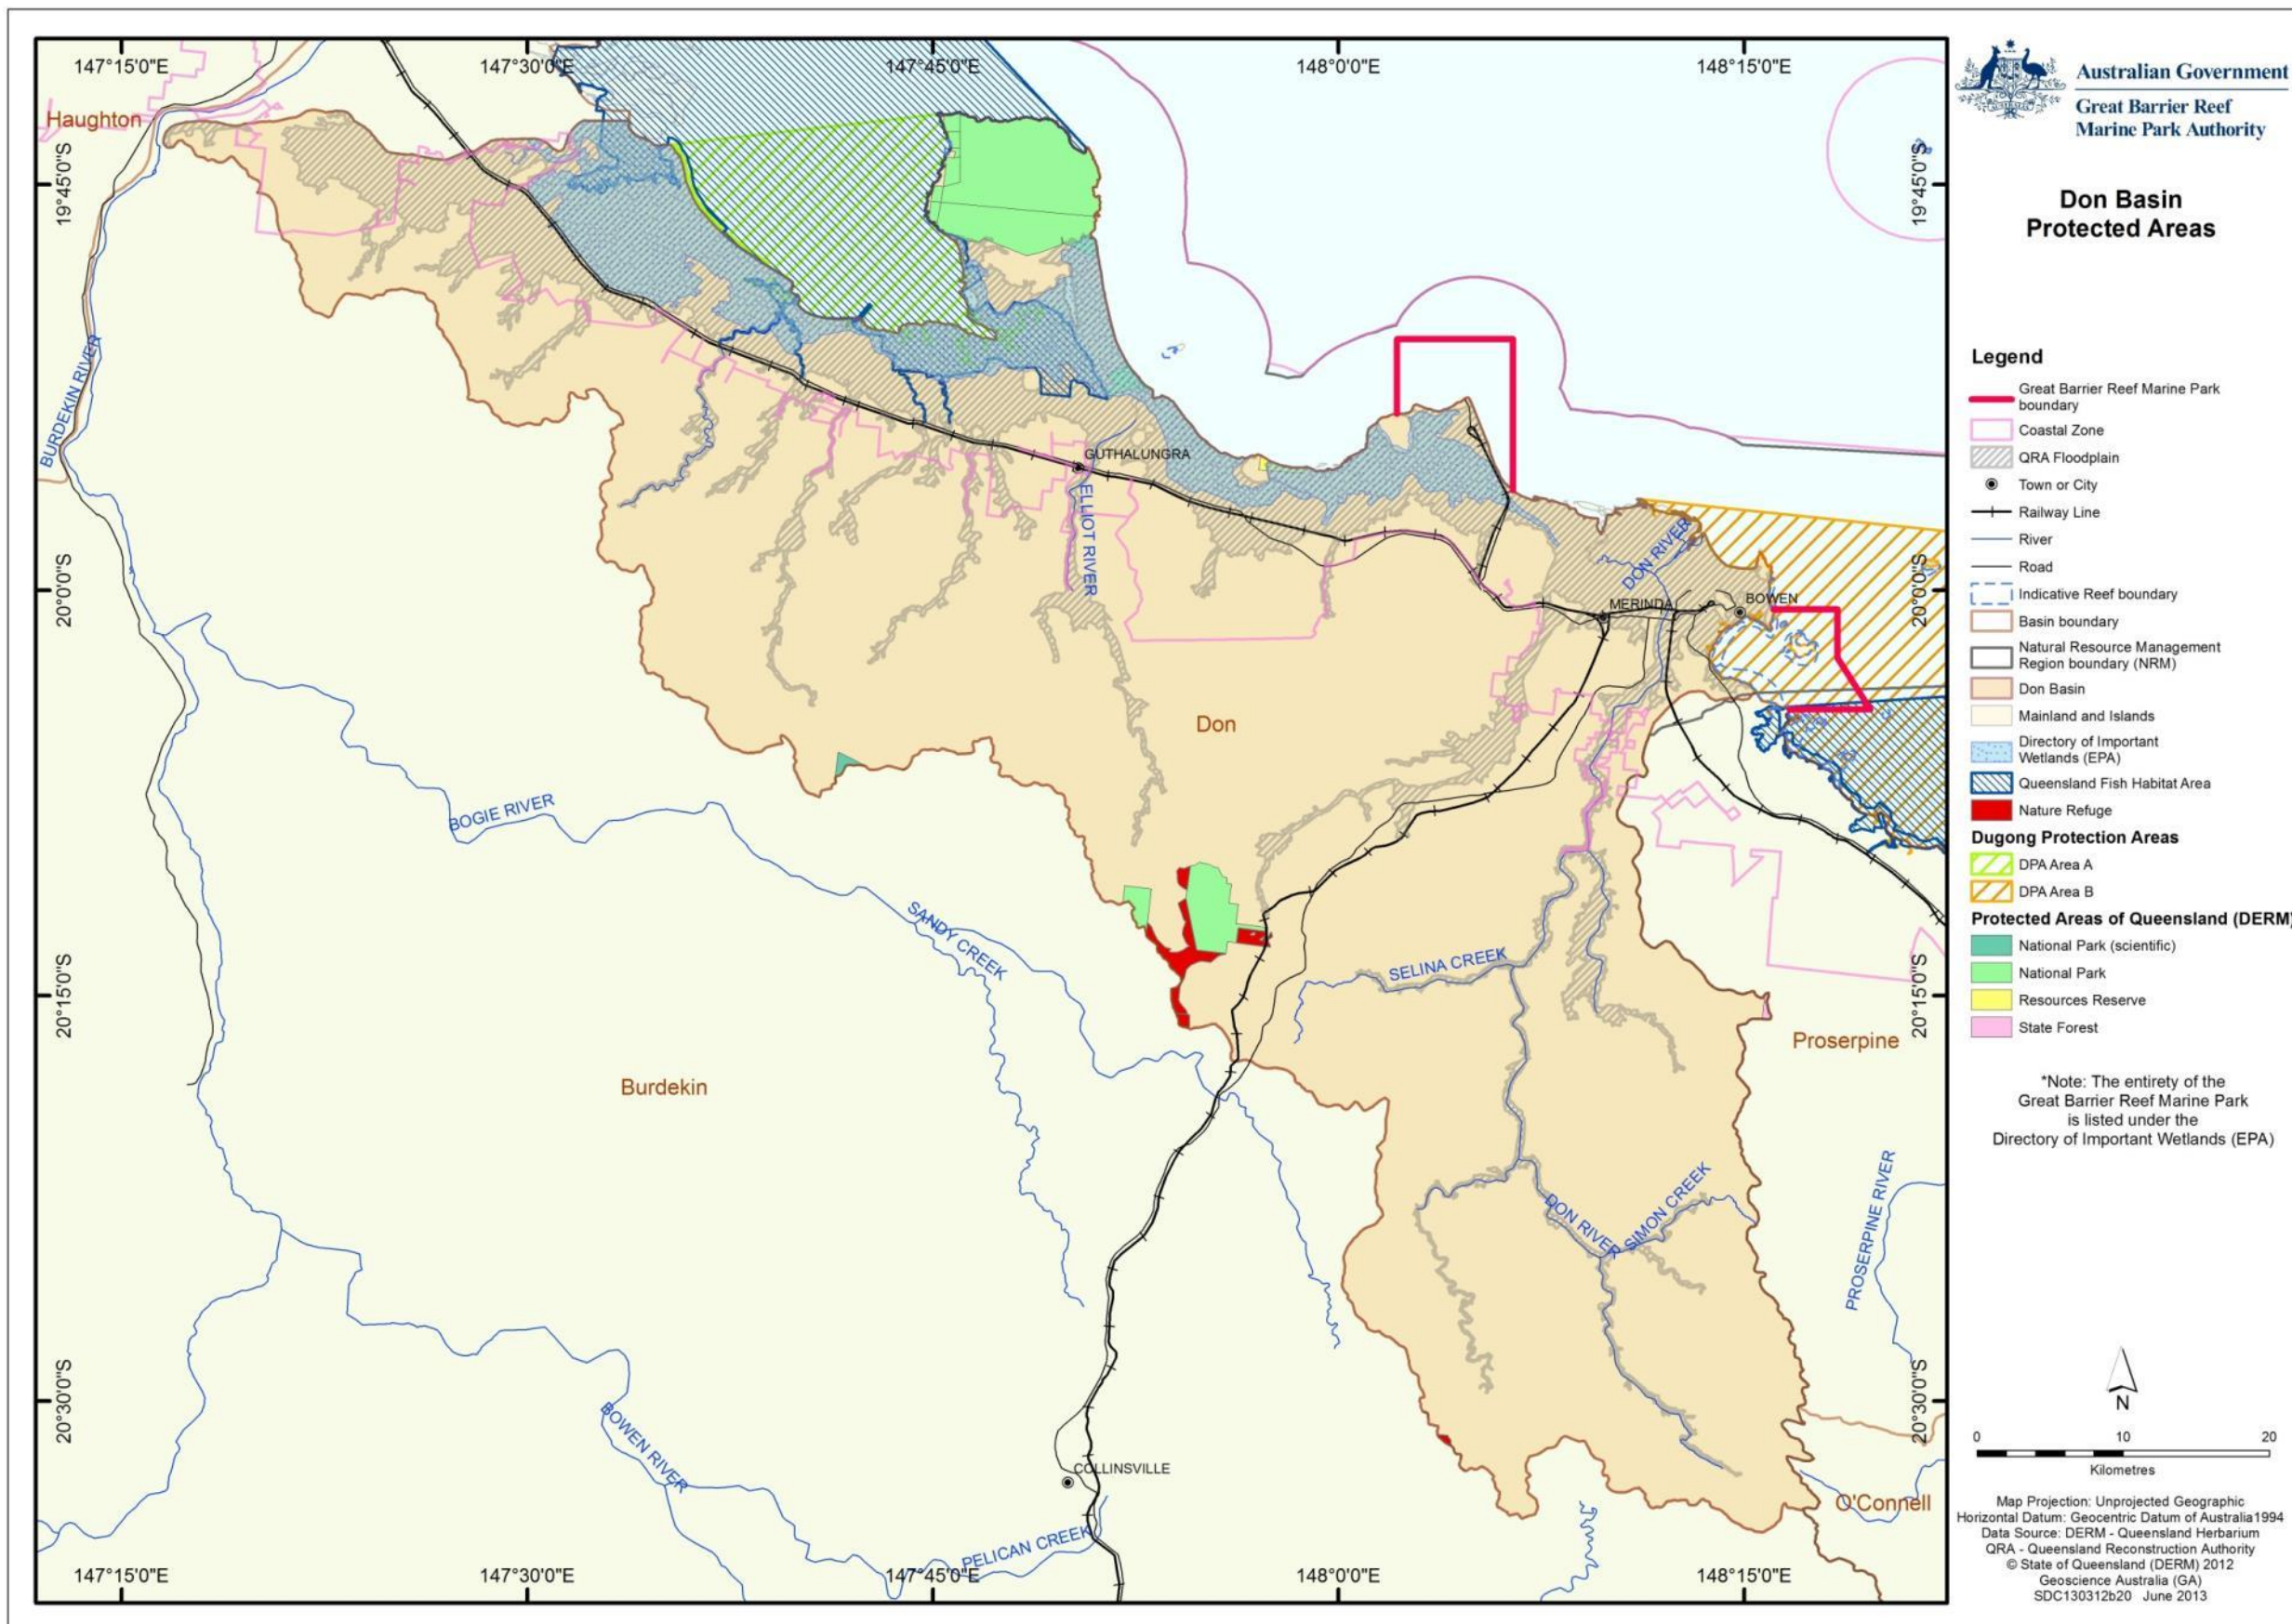 147°15'0"E
147°30'0"E
147°45'0"E
148°0'0"E
148°15'0"E
Australian Government
Great Barrier Reef
Marine Park Authority
Don Basin
Protected Areas
Haughton
19°45'0"S
19°45'0"S
BURDEKIN RIVER
GUTHALUNGRA
ELLIOT RIVER
DON RIVER
MERINDA
BOWEN
20°0'0"S
20°0'0"S
Don
BOGIE RIVER
SANDY CREEK
SELINA CREEK
20°15'0"S
20°15'0"S
Proserpine
Burdekin
DON RIVER
SIMON CREEK
PROSERPINE RIVER
20°30'0"S
20°30'0"S
BOWEN RIVER
COLLINSVILLE
PELICAN CREEK
O'Connell
147°15'0"E
147°30'0"E
147°45'0"E
148°0'0"E
148°15'0"E
Legend
Great Barrier Reef Marine Park
boundary
Coastal Zone
QRA Floodplain
Town or City
Railway Line
River
Road
Indicative Reef boundary
Basin boundary
Natural Resource Management
Region boundary (NRM)
Don Basin
Mainland and Islands
Directory of Important
Wetlands (EPA)
Queensland Fish Habitat Area
Nature Refuge
Dugong Protection Areas
DPA Area A
DPA Area B
Protected Areas of Queensland (DERM)
National Park (scientific)
National Park
Resources Reserve
State Forest
*Note: The entirety of the
Great Barrier Reef Marine Park
is listed under the
Directory of Important Wetlands (EPA)
N
0 10 20
Kilometres
Map Projection: Unprojected Geographic
Horizontal Datum: Geocentric Datum of Australia1994
Data Source: DERM - Queensland Herbarium
QRA - Queensland Reconstruction Authority
© State of Queensland (DERM) 2012
Geoscience Australia (GA)
SDC130312b20 June 2013